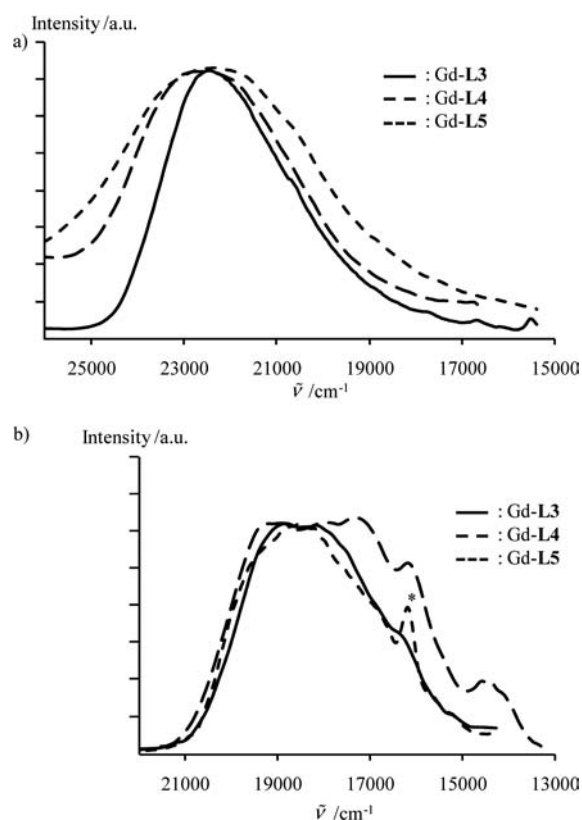 Intensity /a.u.
a)
: Gd-L3
: Gd-L4
: Gd-L5
25000 23000 21000 19000 17000 15000
ν̃ /cm⁻¹
b)
Intensity /a.u.
: Gd-L3
: Gd-L4
: Gd-L5
*
21000 19000 17000 15000 13000
ν̃ /cm⁻¹